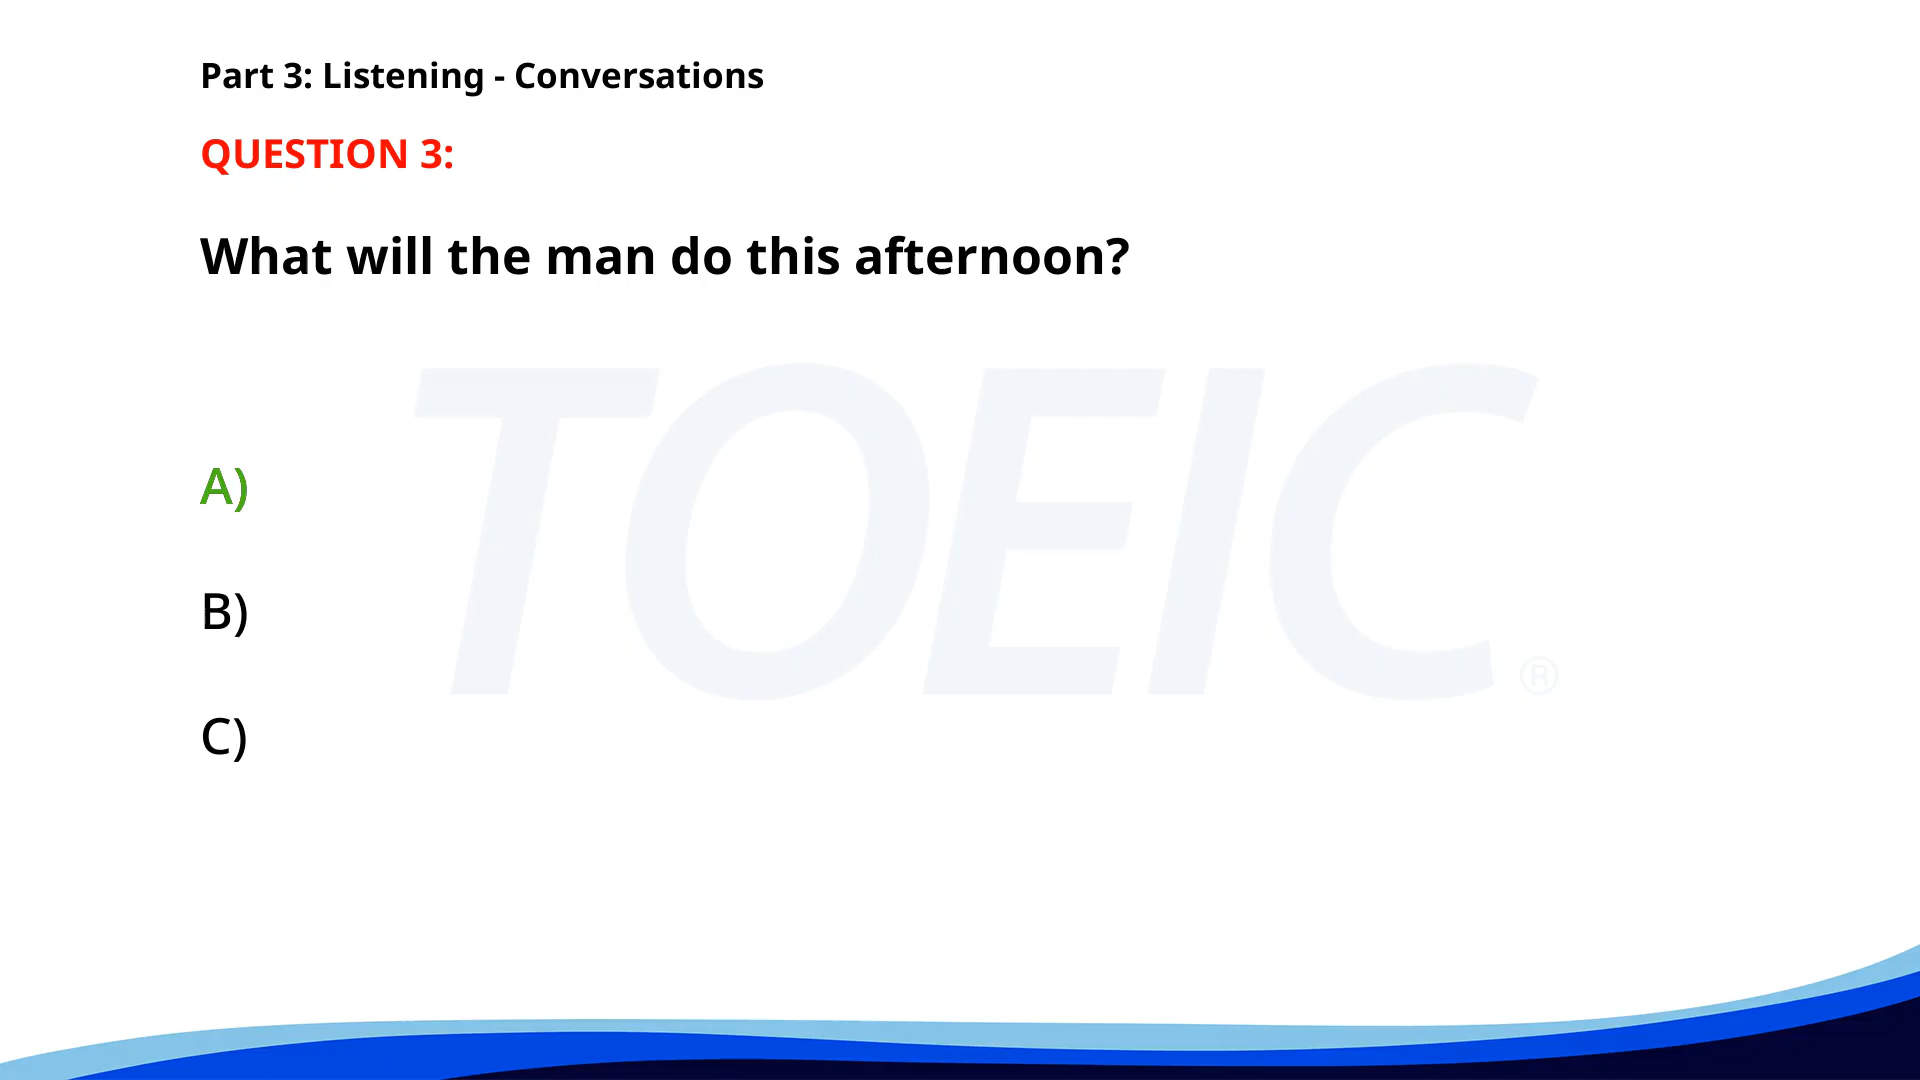 Part 3: Listening - Conversations
QUESTION 3:
What will the man do this afternoon?
TOEIC®
A)
B)
C)